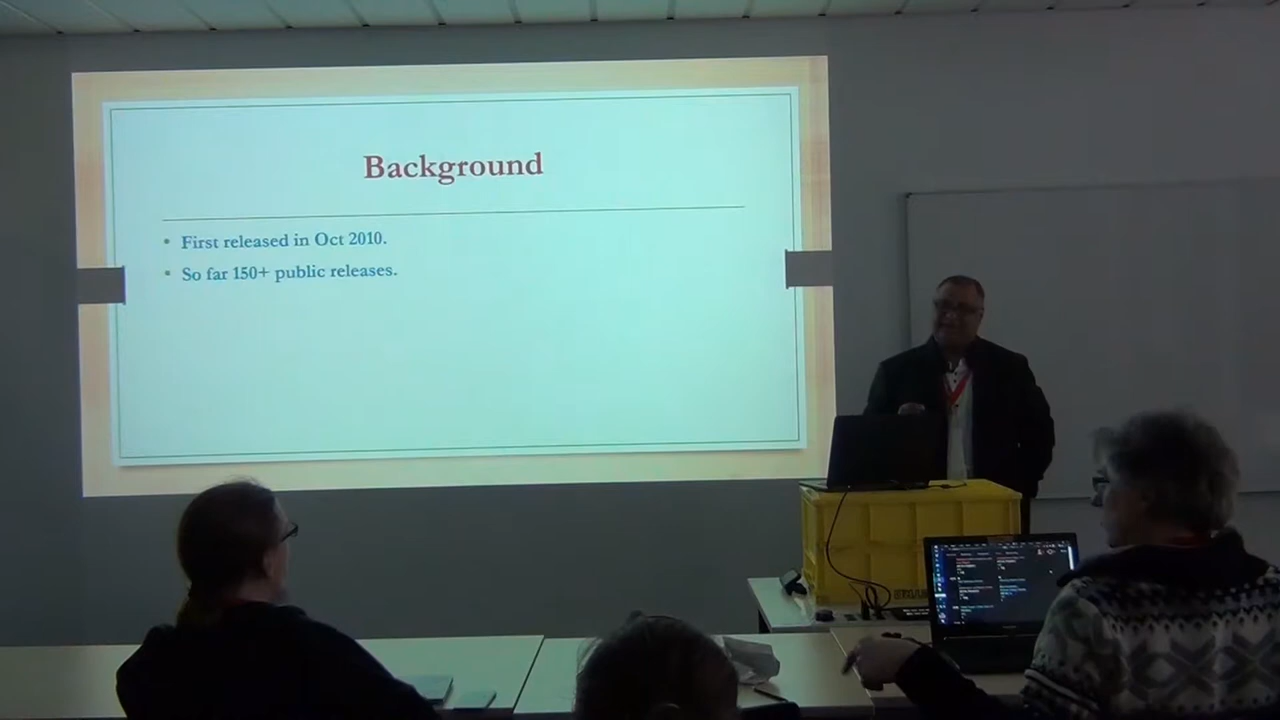 Background
• First released in Oct 2010.
• So far 150+ public releases.